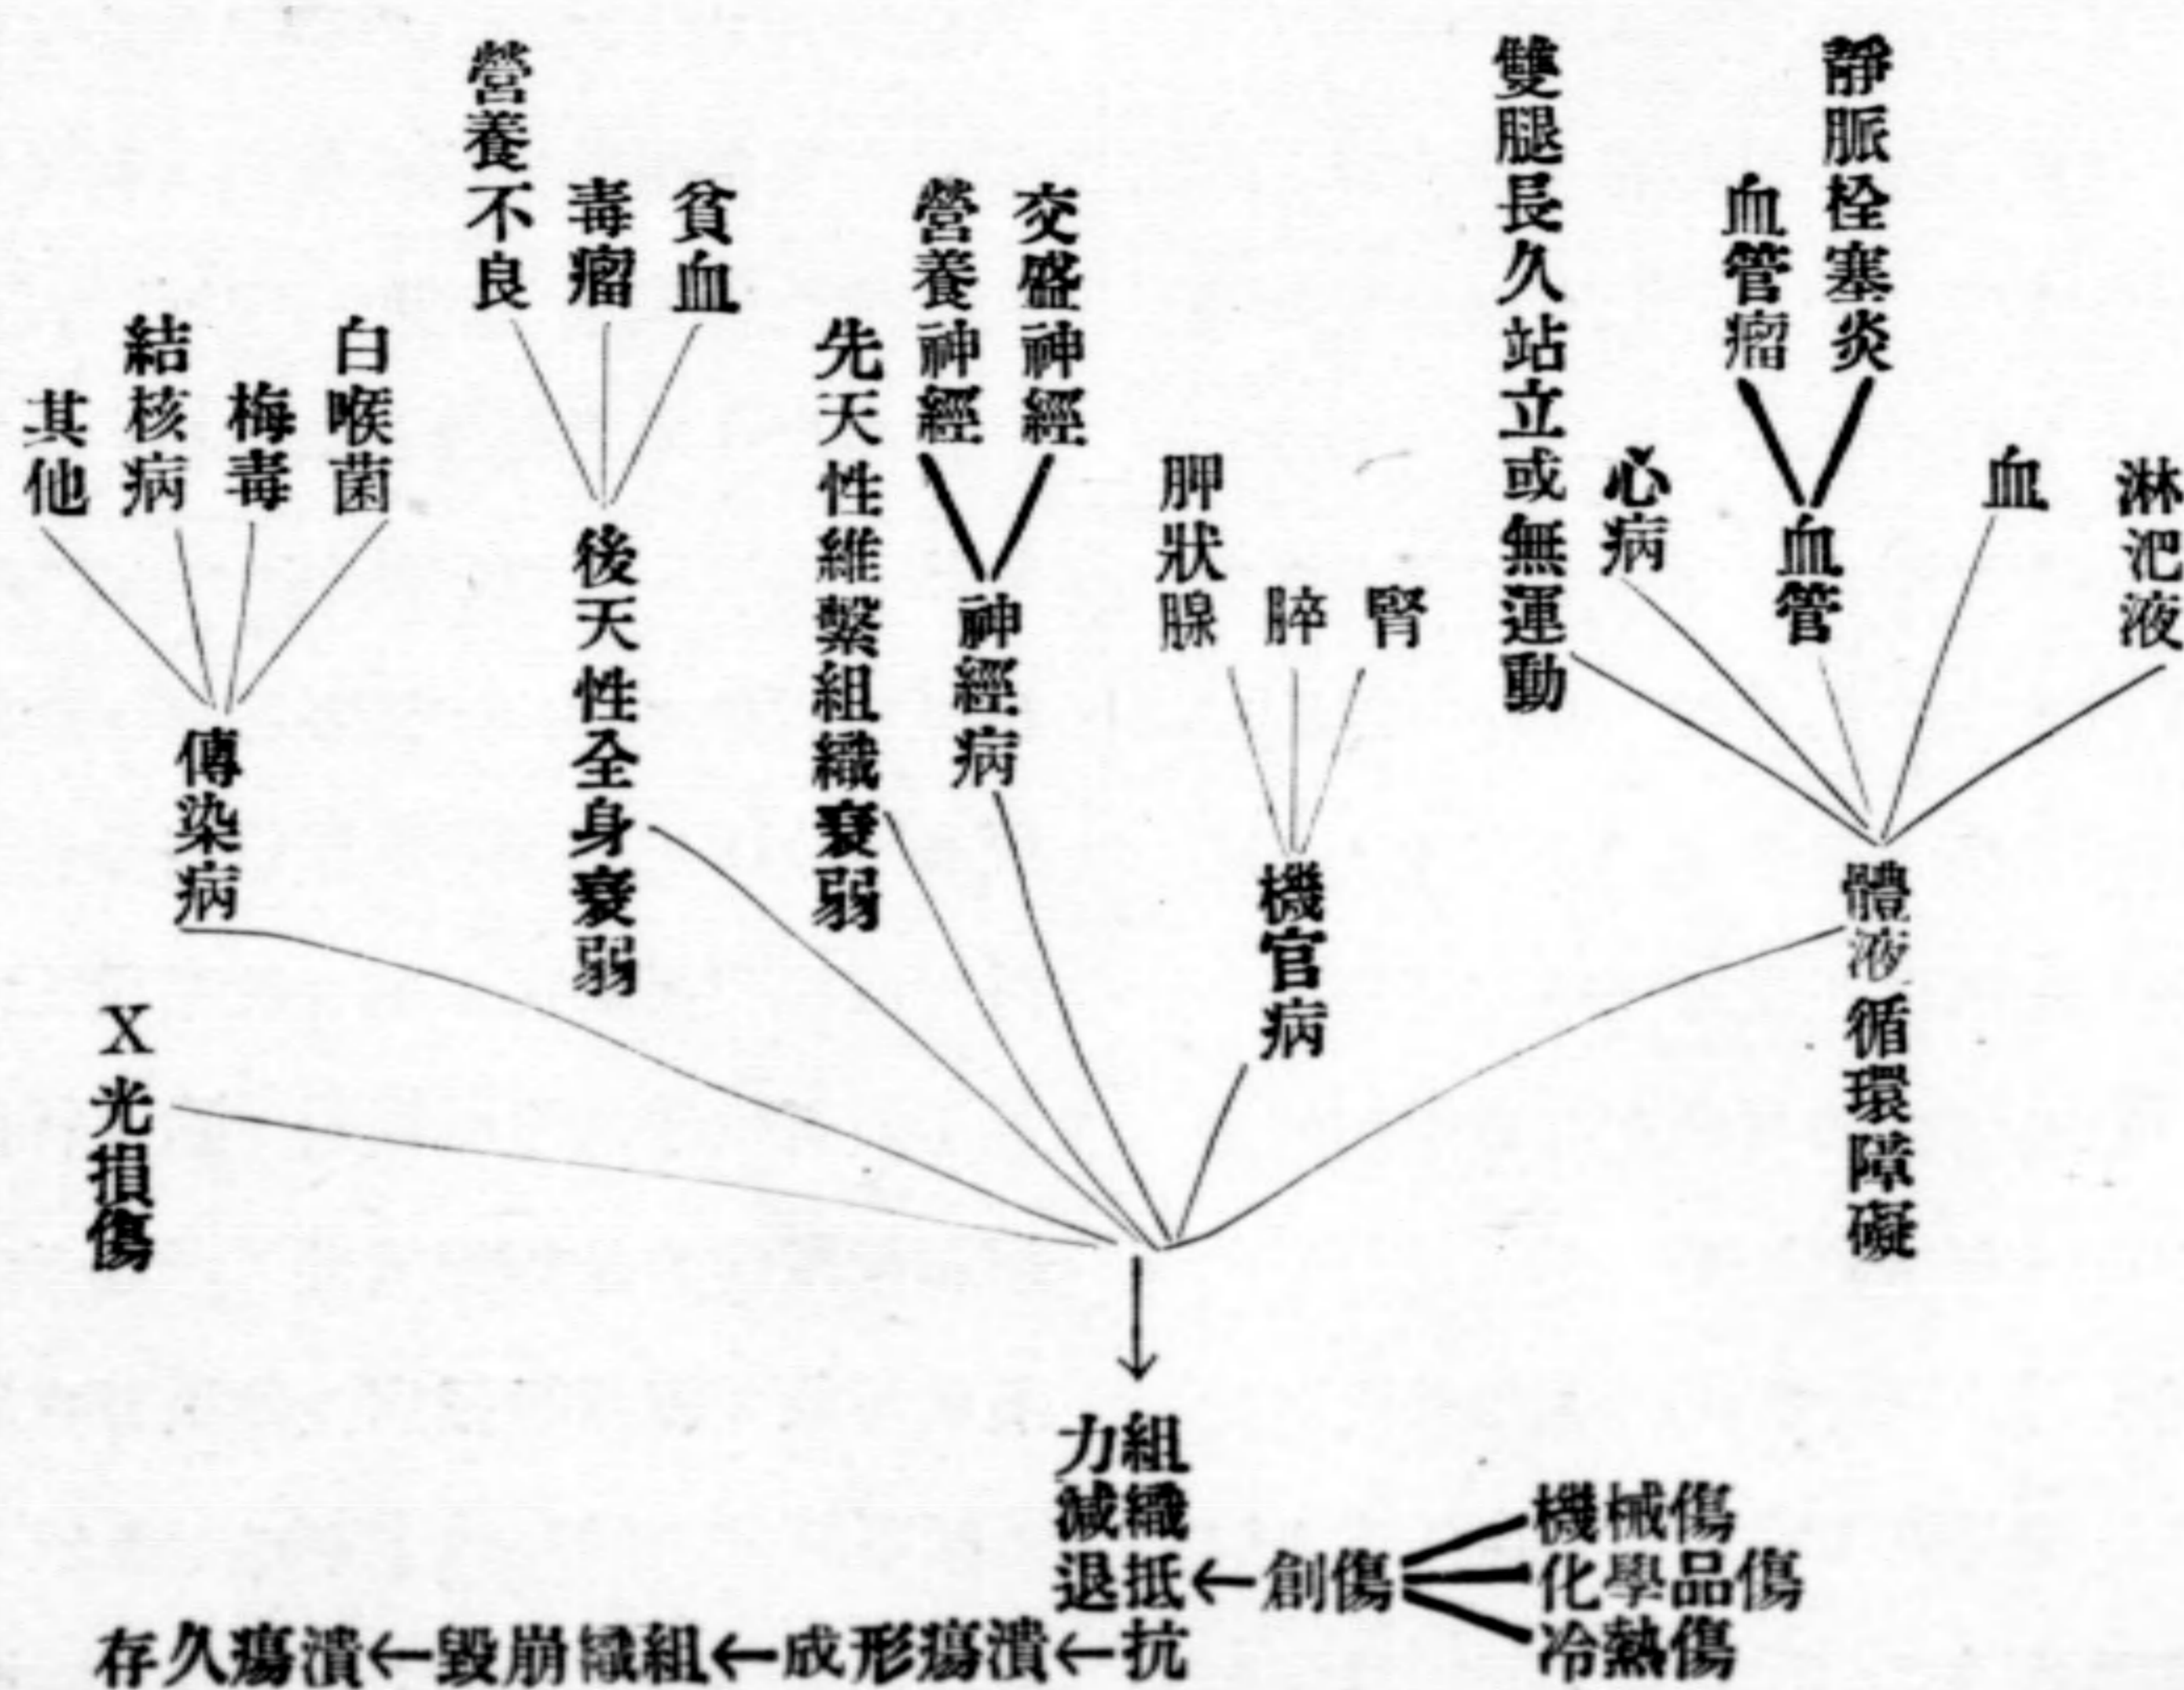 淋沚液
血
靜脈栓塞炎
血管瘤
血管
心病
雙腿長久站立或無運動
體液循環障礙
腎
膵
胛狀腺
機官病
交盛神經
營養神經
神經病
先天性維繫組織衰弱
貧血
毒瘤
營養不良
後天性全身衰弱
白喉菌
梅毒
結核病
其他
傳染病
X光損傷
組織抵抗
力減退
機械傷
化學品傷
冷熱傷
創傷
潰瘍形成
組織崩毀
潰瘍久存